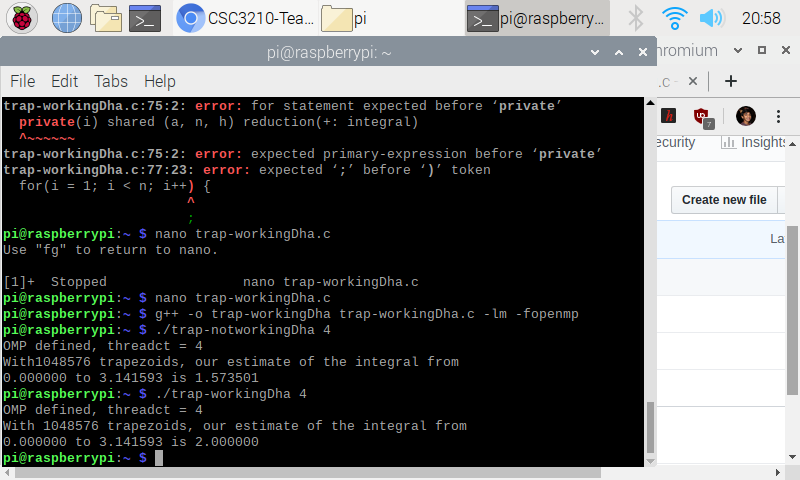 CSC3210-Tea...
pi
pi@raspberry...
20:58
pi@raspberrypi: ~
hromium
File Edit Tabs Help
.c -
trap-workingDha.c:75:2: error: for statement expected before ‘private’
private(i) shared (a, n, h) reduction(+: integral)
^~~~~~~
trap-workingDha.c:75:2: error: expected primary-expression before ‘private’
trap-workingDha.c:77:23: error: expected ‘;’ before ‘)’ token
for(i = 1; i < n; i++) {
^
;
pi@raspberrypi:~ $ nano trap-workingDha.c
Use "fg" to return to nano.
[1]+  Stopped                 nano trap-workingDha.c
pi@raspberrypi:~ $ nano trap-workingDha.c
pi@raspberrypi:~ $ g++ -o trap-workingDha trap-workingDha.c -lm -fopenmp
pi@raspberrypi:~ $ ./trap-notworkingDha 4
OMP defined, threadct = 4
With1048576 trapezoids, our estimate of the integral from
0.000000 to 3.141593 is 1.573501
pi@raspberrypi:~ $ ./trap-workingDha 4
OMP defined, threadct = 4
With 1048576 trapezoids, our estimate of the integral from
0.000000 to 3.141593 is 2.000000
pi@raspberrypi:~ $
h
7
ecurity
Insights
Create new file
La